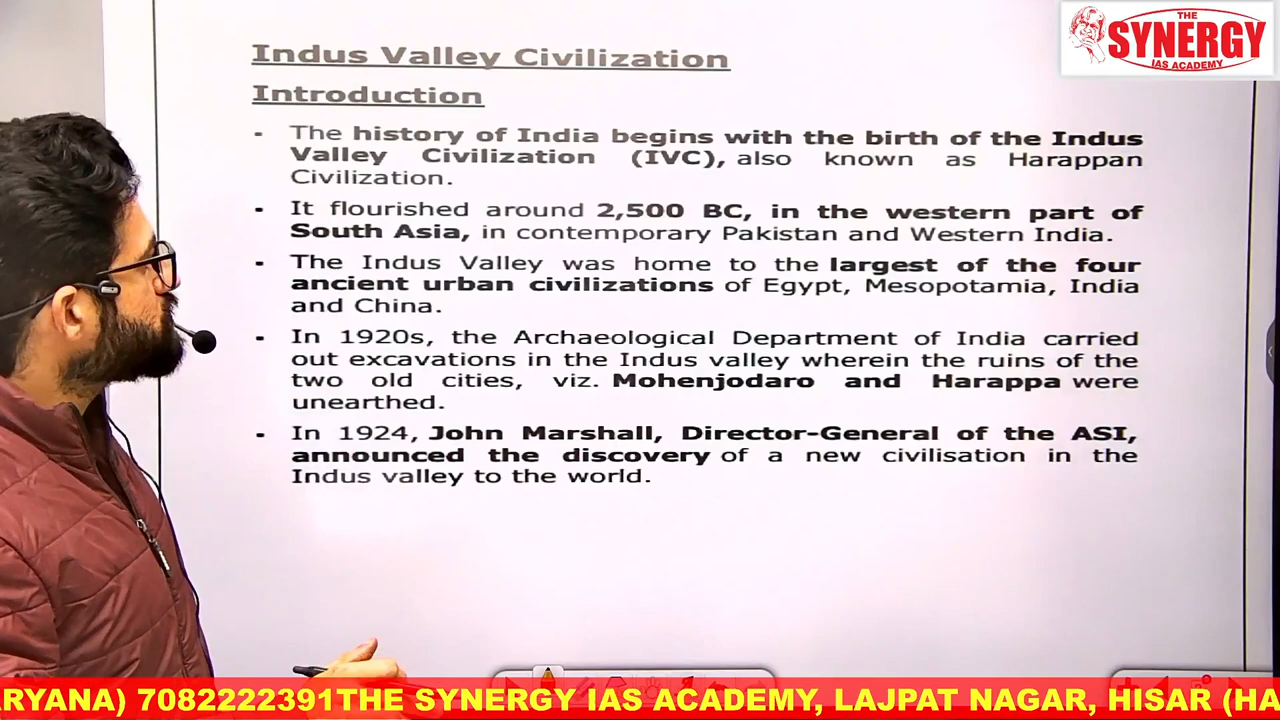 THE
SYNERGY
IAS ACADEMY
Indus Valley Civilization
Introduction
- The history of India begins with the birth of the Indus
Valley Civilization (IVC), also known as Harappan
Civilization.
- It flourished around 2,500 BC, in the western part of
South Asia, in contemporary Pakistan and Western India.
- The Indus Valley was home to the largest of the four
ancient urban civilizations of Egypt, Mesopotamia, India
and China.
- In 1920s, the Archaeological Department of India carried
out excavations in the Indus valley wherein the ruins of the
two old cities, viz. Mohenjodaro and Harappa were
unearthed.
- In 1924, John Marshall, Director-General of the ASI,
announced the discovery of a new civilisation in the
Indus valley to the world.
ARYANA) 7082222391THE SYNERGY IAS ACADEMY, LAJPAT NAGAR, HISAR (HA